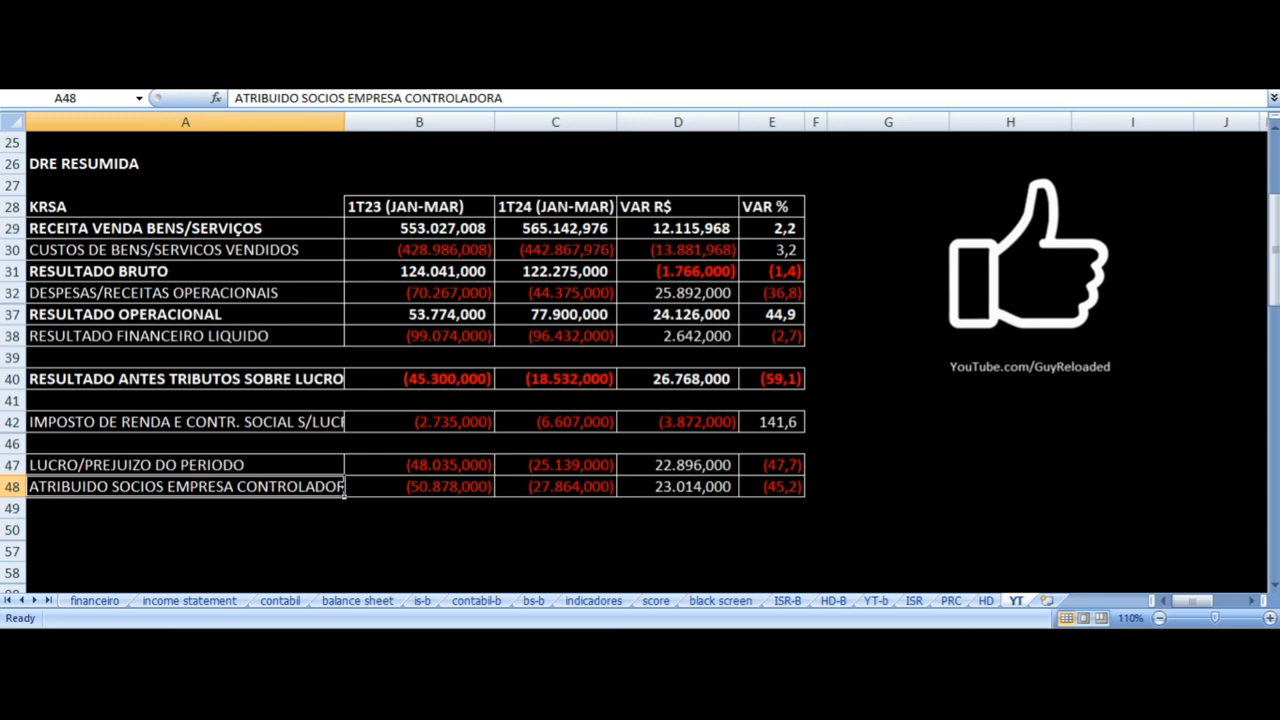 A48 fx ATRIBUIDO SOCIOS EMPRESA CONTROLADORA
A B C D E F G H I J
25
26 DRE RESUMIDA
27
28 KRSA 1T23 (JAN-MAR) 1T24 (JAN-MAR) VAR R$ VAR %
29 RECEITA VENDA BENS/SERVIÇOS 553.027,008 565.142,976 12.115,968 2,2
30 CUSTOS DE BENS/SERVICOS VENDIDOS (428.986,008) (442.867,976) (13.881,968) 3,2
31 RESULTADO BRUTO 124.041,000 122.275,000 (1.766,000) (1,4)
32 DESPESAS/RECEITAS OPERACIONAIS (70.267,000) (44.375,000) 25.892,000 (36,8)
37 RESULTADO OPERACIONAL 53.774,000 77.900,000 24.126,000 44,9
38 RESULTADO FINANCEIRO LIQUIDO (99.074,000) (96.432,000) 2.642,000 (2,7)
39
40 RESULTADO ANTES TRIBUTOS SOBRE LUCRO (45.300,000) (18.532,000) 26.768,000 (59,1)
41
42 IMPOSTO DE RENDA E CONTR. SOCIAL S/LUCR (2.735,000) (6.607,000) (3.872,000) 141,6
46
47 LUCRO/PREJUIZO DO PERIODO (48.035,000) (25.139,000) 22.896,000 (47,7)
48 ATRIBUIDO SOCIOS EMPRESA CONTROLADOR (50.878,000) (27.864,000) 23.014,000 (45,2)
49
50
57
58
YouTube.com/GuyReloaded
financeiro income statement contabil balance sheet is-b contabil-b bs-b indicadores score black screen ISR-B HD-B YT-b ISR PRC HD YT
Ready 110%